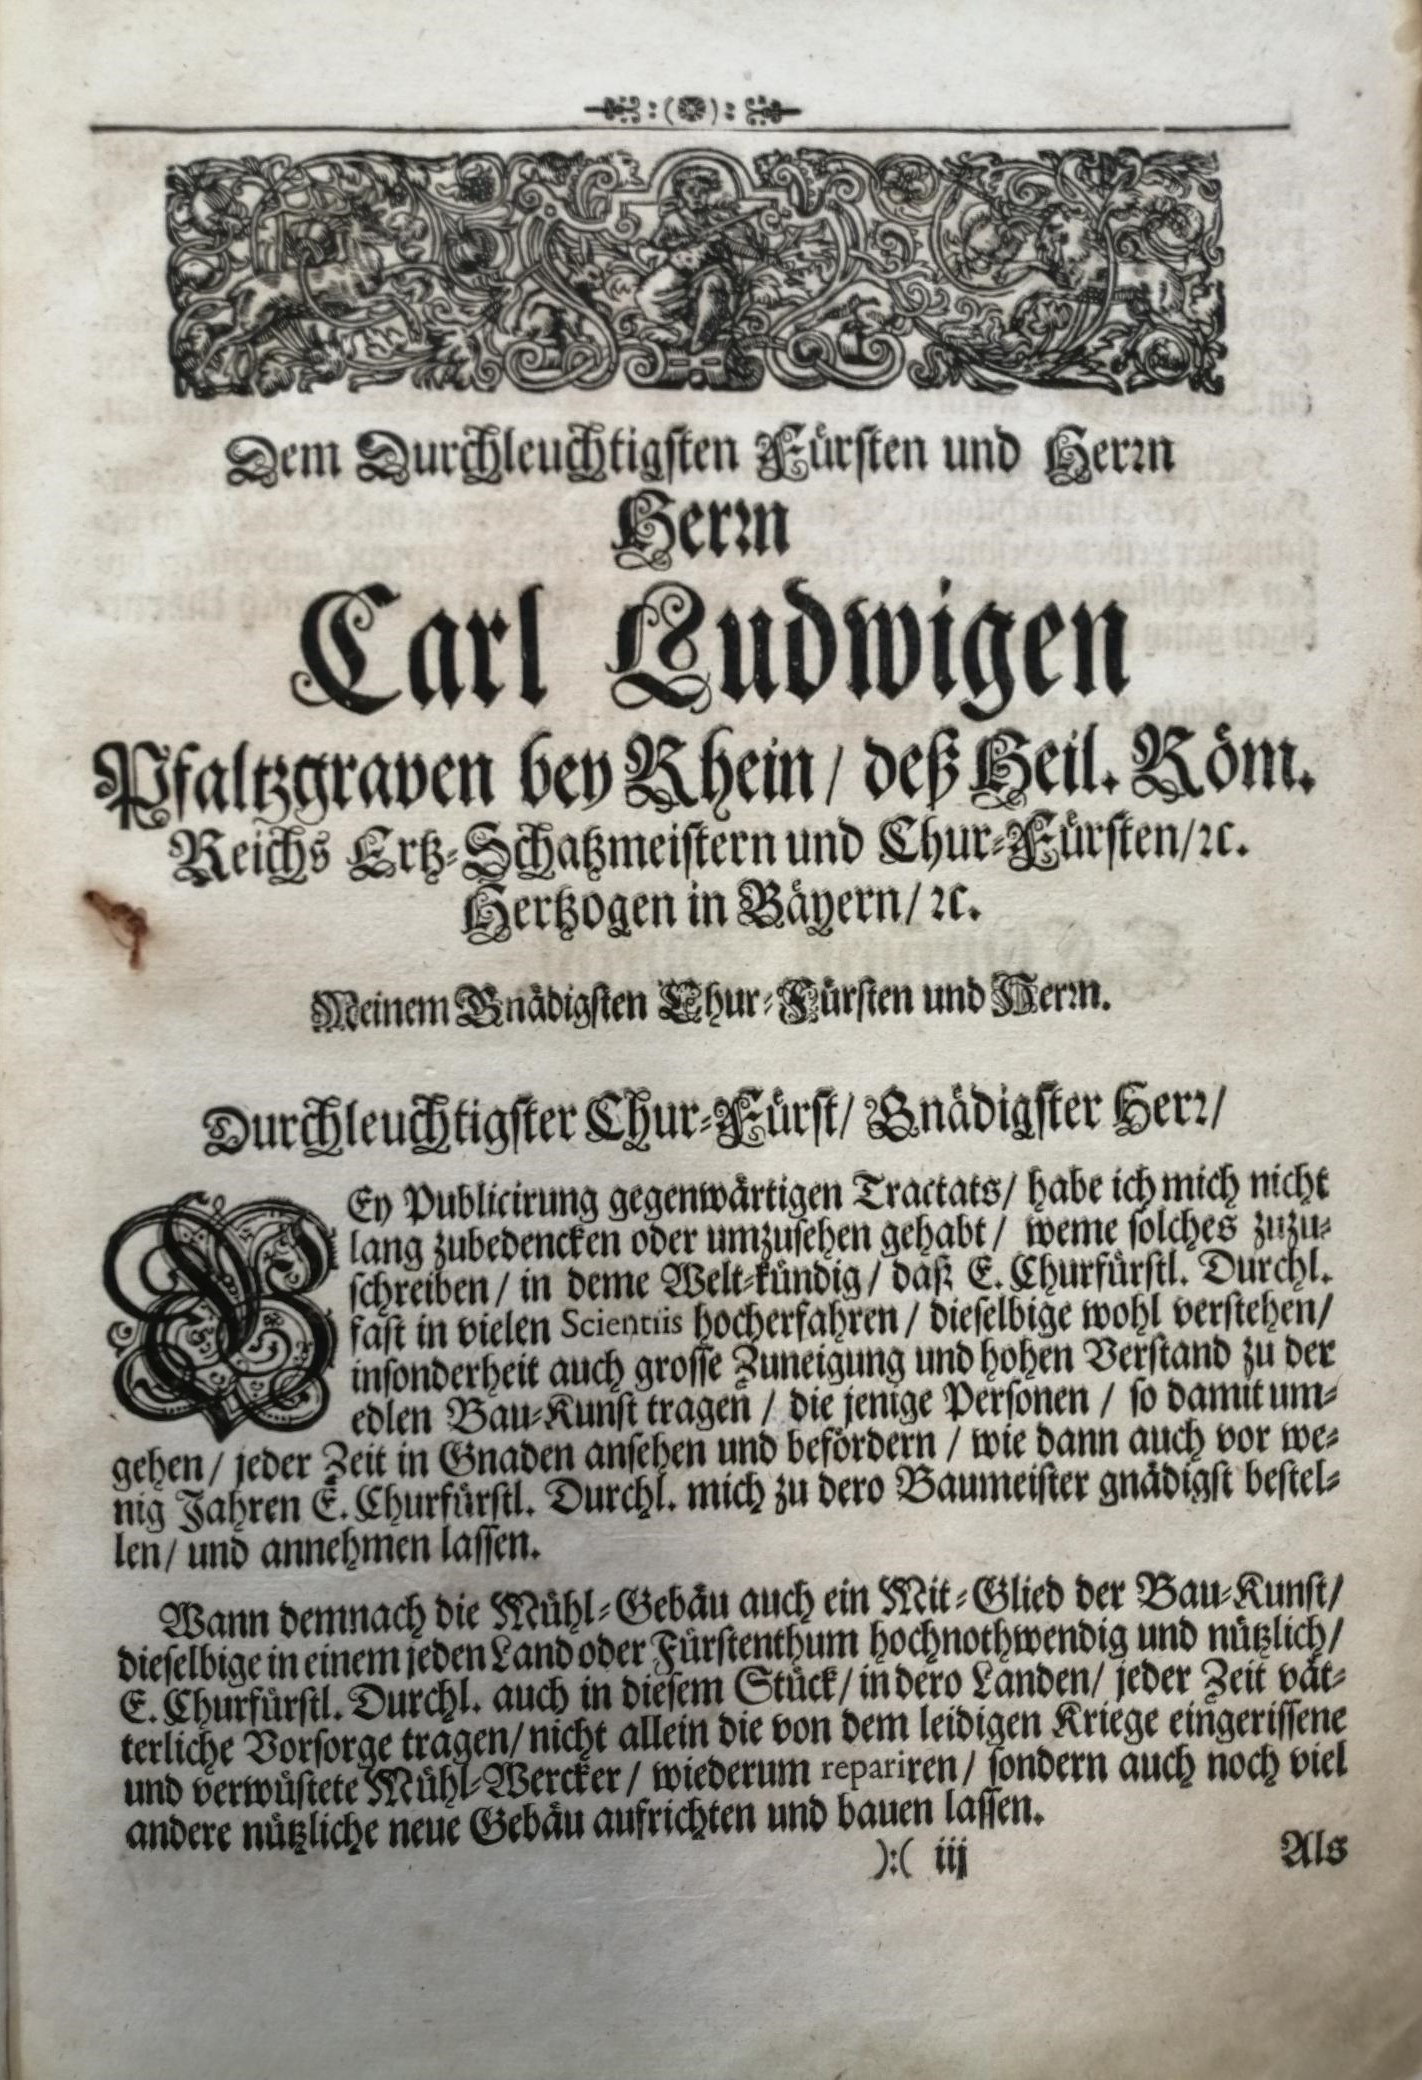 Dem Durchleuchtigsten Fürsten und Herꝛn
Herꝛn
Carl Ludwigen
Pfaltzgraven bey Rhein / deß Heil. Röm.
Reichs Ertz-Schatzmeistern und Chur-Fürsten/ ꝛc.
Hertzogen in Bäyern/ ꝛc.
Meinem Gnädigsten Chur-Fürsten und Herꝛn.
Durchleuchtigster Chur-Fürst/ Gnädigster Herꝛ/
BEy Publicirung gegenwärtigen Tractats/ habe ich mich nicht
lang zubedencken oder umzusehen gehabt / weme solches zuzu-
schreiben / in deme Welt-kündig / daß E. Churfürstl. Durchl.
fast in vielen Scientiis hocherfahren / dieselbige wohl verstehen/
insonderheit auch grosse Zuneigung und hohen Verstand zu der
edlen Bau-Kunst tragen / die jenige Personen / so damit um-
gehen / jeder Zeit in Gnaden ansehen und befördern / wie dann auch vor we-
nig Jahren E. Churfürstl. Durchl. mich zu dero Baumeister gnädigst bestel-
len/ und annehmen lassen.
Wann demnach die Mühl-Gebäu auch ein Mit-Glied der Bau-Kunst/
dieselbige in einem jeden Land oder Fürstenthum hochnothwendig und nützlich/
E. Churfürstl. Durchl. auch in diesem Stück/ in dero Landen/ jeder Zeit vät-
terliche Vorsorge tragen/ nicht allein die von dem leidigen Kriege eingerissene
und verwüstete Mühl-Wercker / wiederum repariren / sondern auch noch viel
andere nützliche neue Gebäu aufrichten und bauen lassen.
):( iij Als